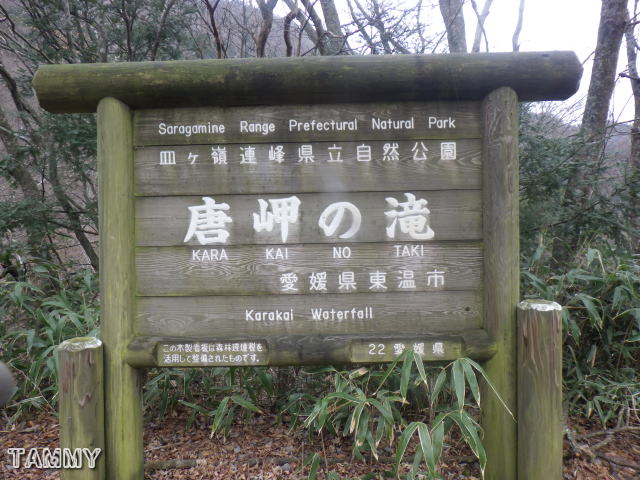 Saragamine Range Prefectural Natural Park
皿ヶ嶺連峰県立自然公園
唐岬の滝
KARA KAI NO TAKI
愛媛県東温市
Karakai Waterfall
この木製看板は森林環境税を
活用して整備されたものです。
22 愛媛県
TAMMY